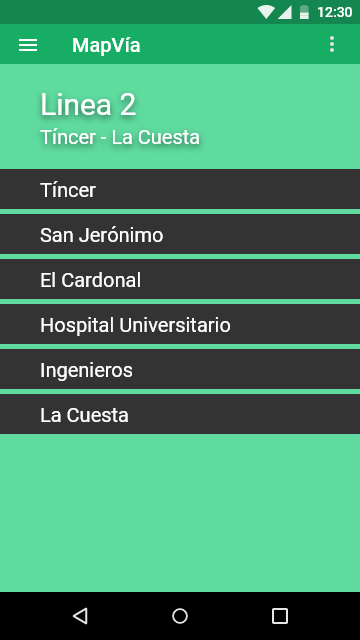 12:30
MapVía
Linea 2
Tíncer - La Cuesta
Tíncer
San Jerónimo
El Cardonal
Hospital Universitario
Ingenieros
La Cuesta